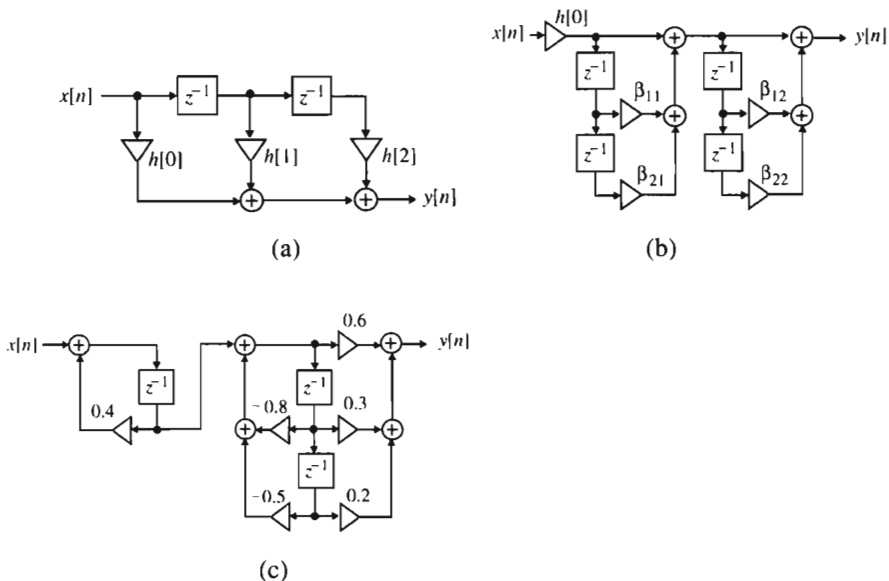 x[n] z⁻¹ z⁻¹
h[0] h[1] h[2]
y[n]
(a)
x[n] h[0] y[n]
z⁻¹ z⁻¹
β₁₁ β₁₂
z⁻¹ z⁻¹
β₂₁ β₂₂
(b)
0.6
x[n] y[n]
z⁻¹ z⁻¹
0.4 -0.8 0.3
z⁻¹
-0.5 0.2
(c)